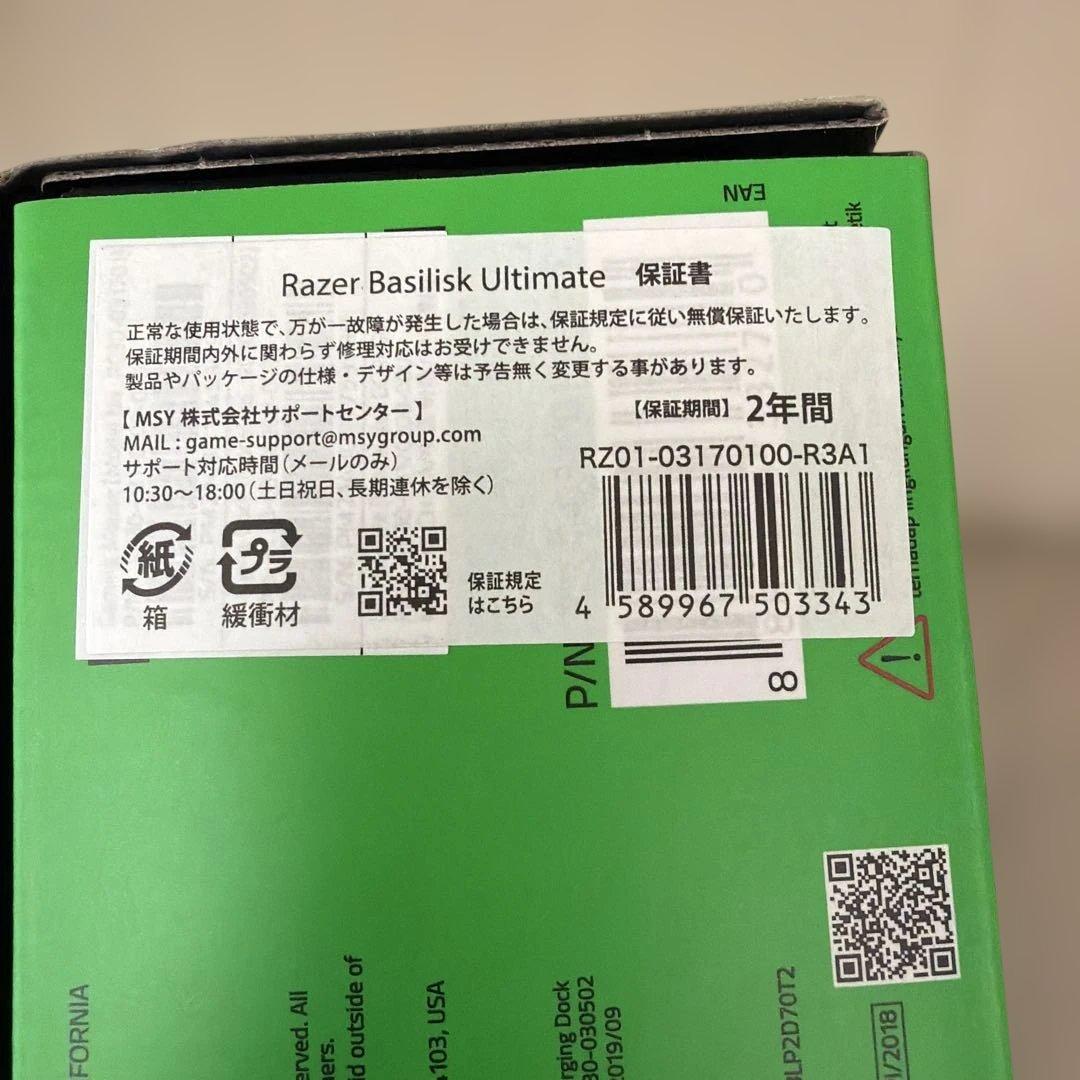 EAN
Razer Basilisk Ultimate 保証書
正常な使用状態で、万が一故障が発生した場合は、保証規定に従い無償保証いたします。
保証期間内外に関わらず修理対応はお受けできません。
製品やパッケージの仕様・デザイン等は予告無く変更する事があります。
【 MSY 株式会社サポートセンター 】
MAIL : game-support@msygroup.com
サポート対応時間（メールのみ）
10:30～18:00（土日祝日、長期連休を除く）
【保証期間】 2年間
RZ01-03170100-R3A1
紙
箱
プラ
緩衝材
保証規定
はこちら
4 589967 503343
P/N
8
terhadap lingkungan
FORNIA
erved. All
ners.
id outside of
4103, USA
rging Dock
30-030502
2019/09
BLP2D70T2
/2018